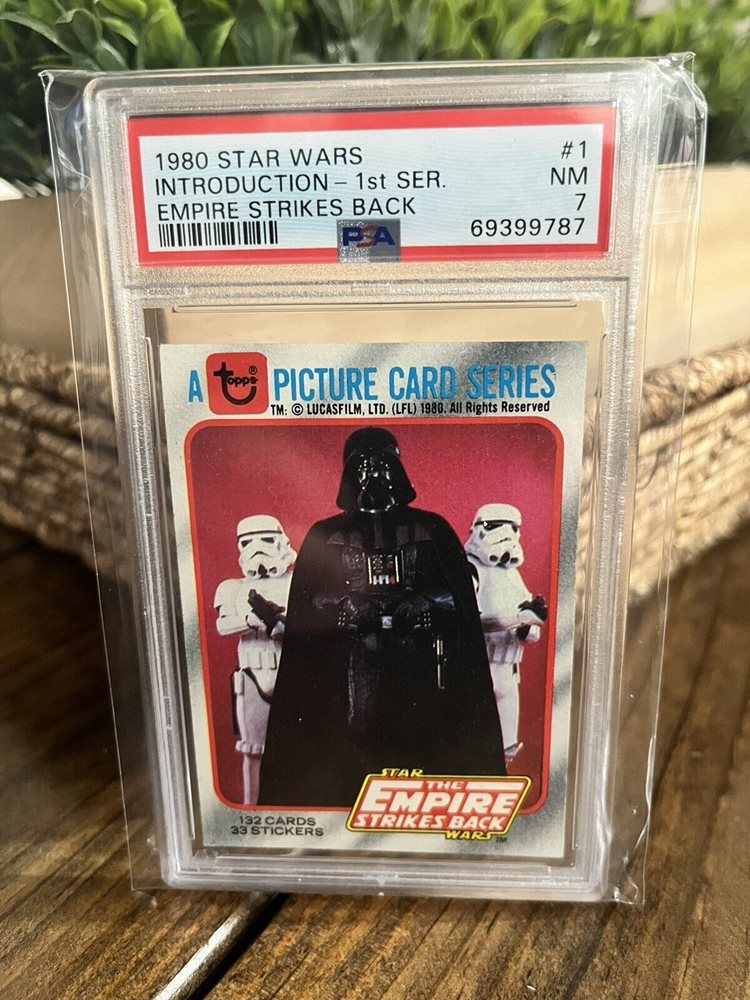 1980 STAR WARS #1
INTRODUCTION – 1st SER. NM
EMPIRE STRIKES BACK 7
PSA 69399787
A topps® PICTURE CARD SERIES
TM: © LUCASFILM, LTD. (LFL) 1980. All Rights Reserved
STAR
THE
EMPIRE
STRIKES BACK
WARS™
132 CARDS
33 STICKERS